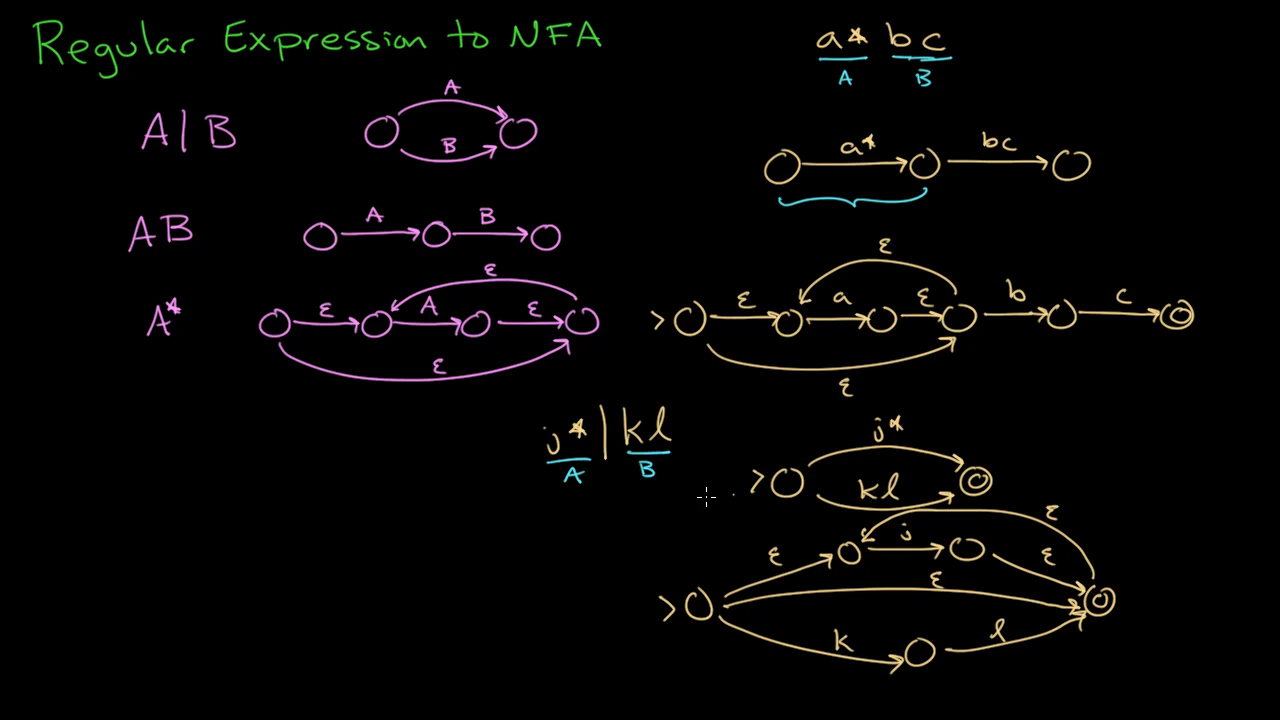 Regular Expression to NFA
A|B
A
B
AB
A B
A*
ε
ε A ε
ε
a* bc
A B
a* bc
ε
ε a ε b c
ε
j*|kl
A B
j*
> kl
ε
ε j ε
ε
>
k l